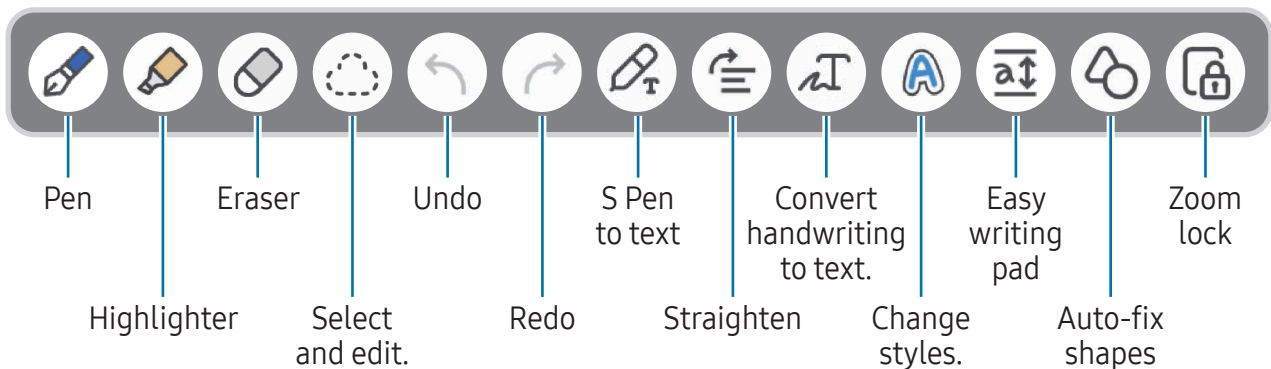 Pen
Eraser
Undo
S Pen
to text
Convert
handwriting
to text.
Easy
writing
pad
Zoom
lock
Highlighter
Select
and edit.
Redo
Straighten
Change
styles.
Auto-fix
shapes